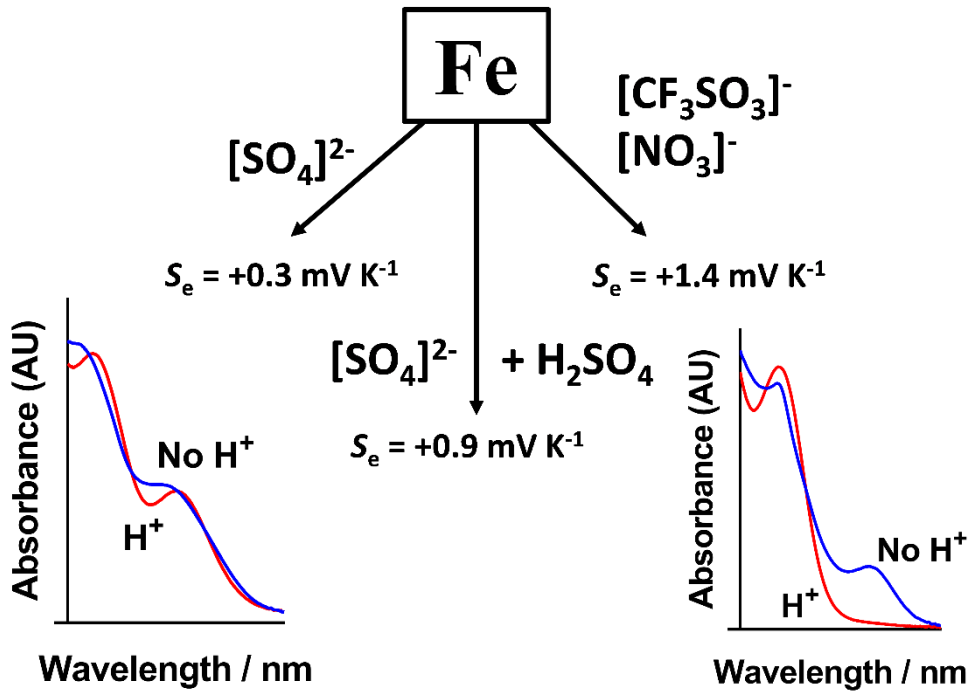 Fe
[CF₃SO₃]⁻
[NO₃]⁻
[SO₄]²⁻
Sₑ = +0.3 mV K⁻¹
Sₑ = +1.4 mV K⁻¹
[SO₄]²⁻ + H₂SO₄
Sₑ = +0.9 mV K⁻¹
Absorbance (AU)
No H⁺
H⁺
Wavelength / nm
Absorbance (AU)
No H⁺
H⁺
Wavelength / nm